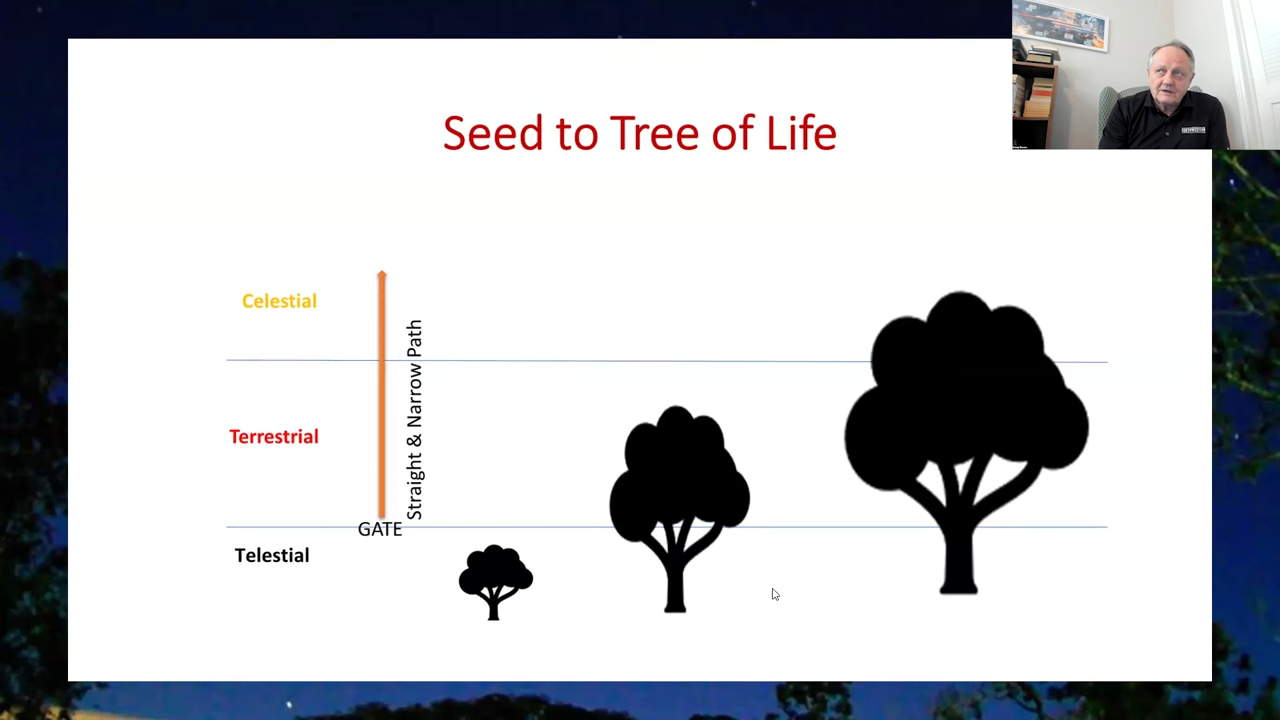 Seed to Tree of Life
Celestial
Straight & Narrow Path
Terrestrial
GATE
Telestial